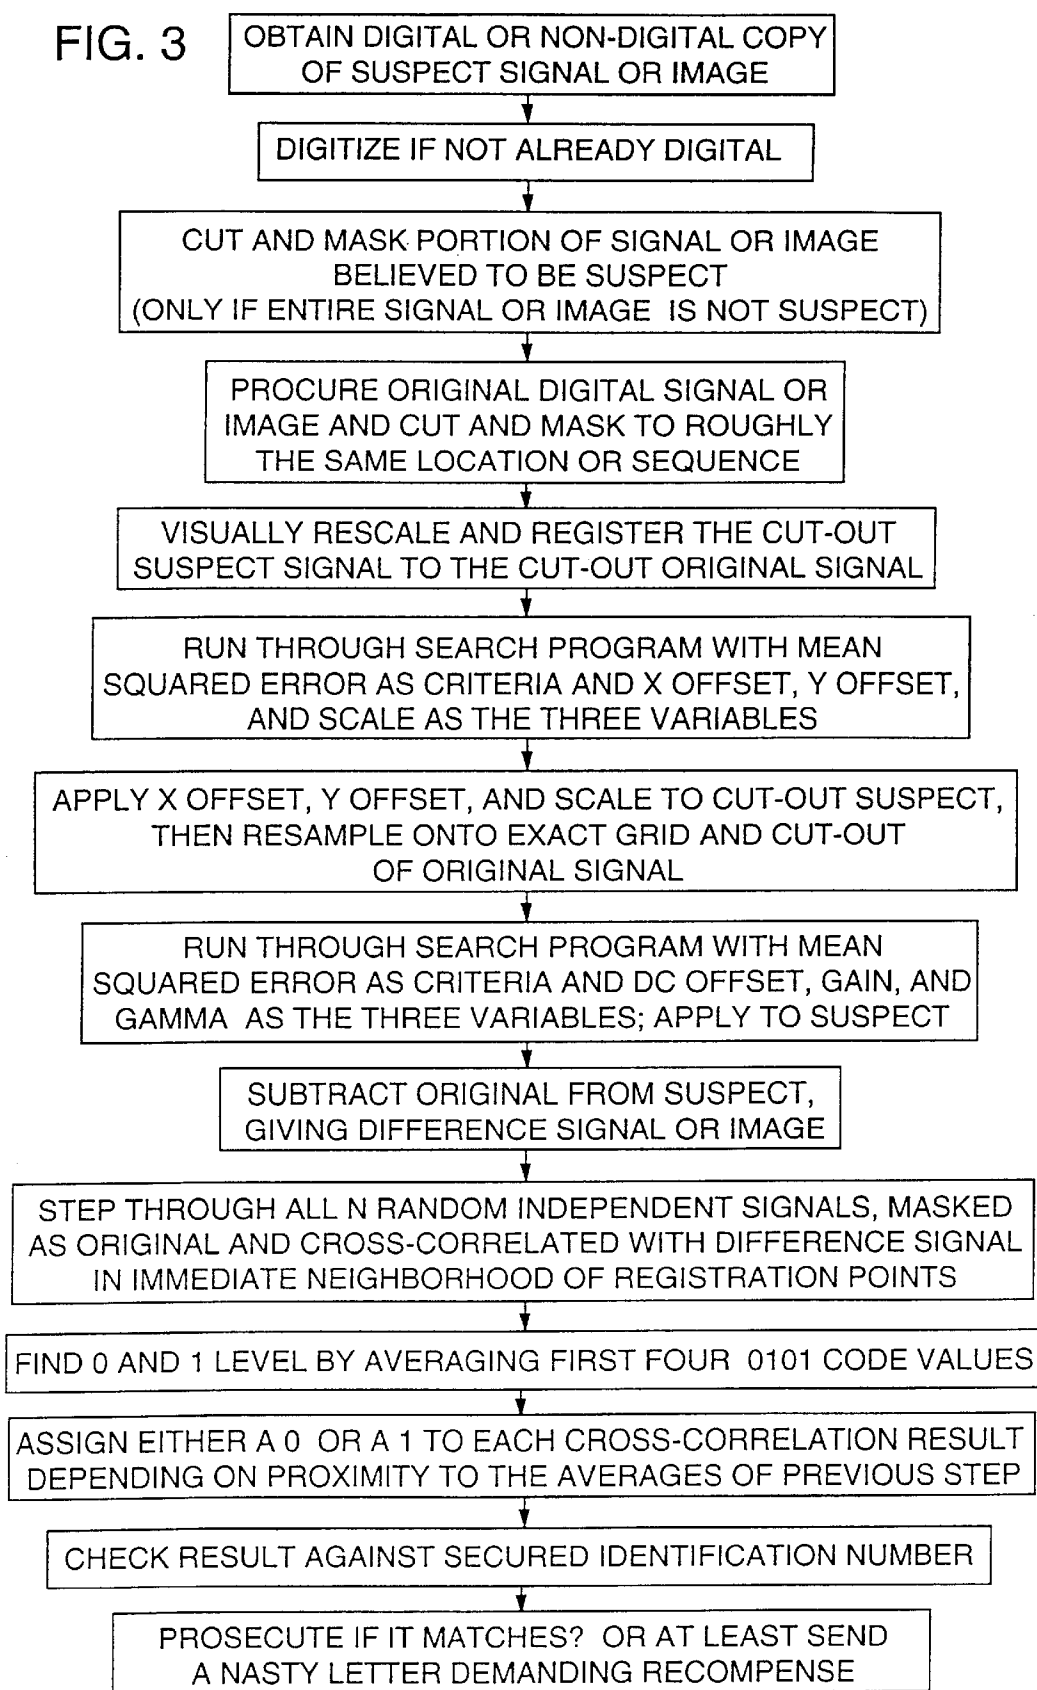 FIG. 3
OBTAIN DIGITAL OR NON-DIGITAL COPY
OF SUSPECT SIGNAL OR IMAGE
DIGITIZE IF NOT ALREADY DIGITAL
CUT AND MASK PORTION OF SIGNAL OR IMAGE
BELIEVED TO BE SUSPECT
(ONLY IF ENTIRE SIGNAL OR IMAGE IS NOT SUSPECT)
PROCURE ORIGINAL DIGITAL SIGNAL OR
IMAGE AND CUT AND MASK TO ROUGHLY
THE SAME LOCATION OR SEQUENCE
VISUALLY RESCALE AND REGISTER THE CUT-OUT
SUSPECT SIGNAL TO THE CUT-OUT ORIGINAL SIGNAL
RUN THROUGH SEARCH PROGRAM WITH MEAN
SQUARED ERROR AS CRITERIA AND X OFFSET, Y OFFSET,
AND SCALE AS THE THREE VARIABLES
APPLY X OFFSET, Y OFFSET, AND SCALE TO CUT-OUT SUSPECT,
THEN RESAMPLE ONTO EXACT GRID AND CUT-OUT
OF ORIGINAL SIGNAL
RUN THROUGH SEARCH PROGRAM WITH MEAN
SQUARED ERROR AS CRITERIA AND DC OFFSET, GAIN, AND
GAMMA AS THE THREE VARIABLES; APPLY TO SUSPECT
SUBTRACT ORIGINAL FROM SUSPECT,
GIVING DIFFERENCE SIGNAL OR IMAGE
STEP THROUGH ALL N RANDOM INDEPENDENT SIGNALS, MASKED
AS ORIGINAL AND CROSS-CORRELATED WITH DIFFERENCE SIGNAL
IN IMMEDIATE NEIGHBORHOOD OF REGISTRATION POINTS
FIND 0 AND 1 LEVEL BY AVERAGING FIRST FOUR 0101 CODE VALUES
ASSIGN EITHER A 0 OR A 1 TO EACH CROSS-CORRELATION RESULT
DEPENDING ON PROXIMITY TO THE AVERAGES OF PREVIOUS STEP
CHECK RESULT AGAINST SECURED IDENTIFICATION NUMBER
PROSECUTE IF IT MATCHES? OR AT LEAST SEND
A NASTY LETTER DEMANDING RECOMPENSE